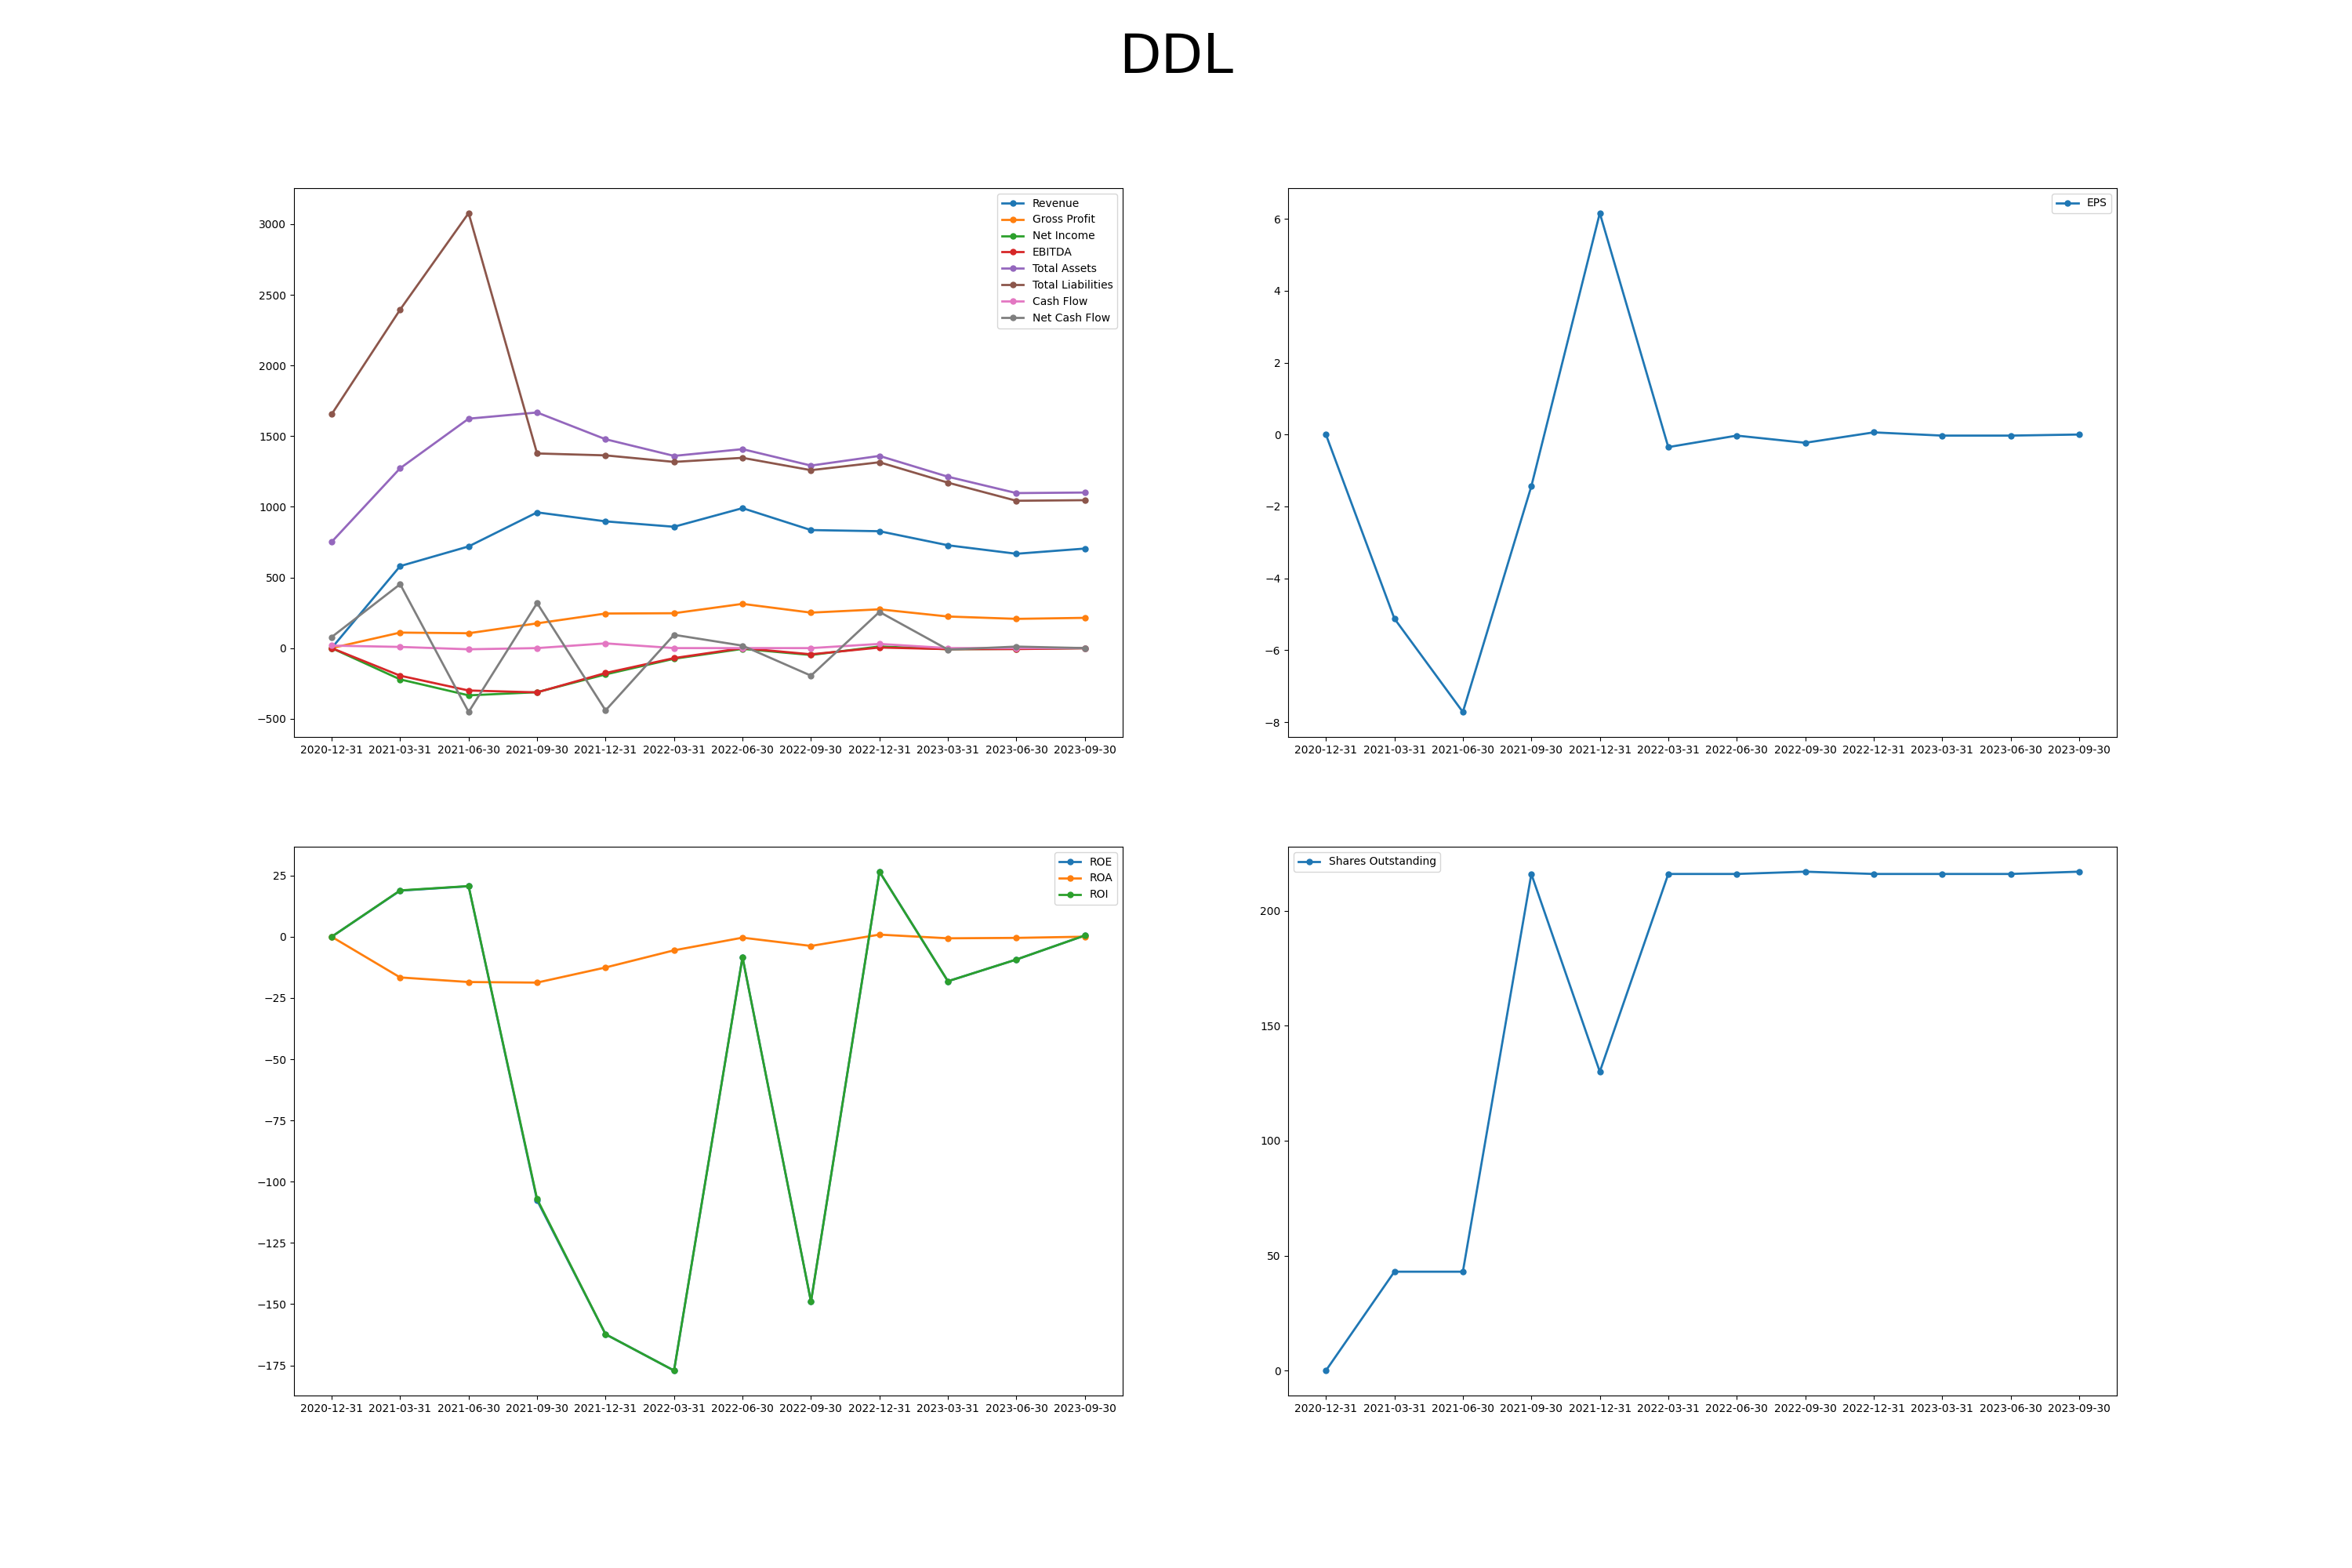 DDL
3000
2500
2000
1500
1000
500
0
−500
Revenue
Gross Profit
Net Income
EBITDA
Total Assets
Total Liabilities
Cash Flow
Net Cash Flow
2020-12-31 2021-03-31 2021-06-30 2021-09-30 2021-12-31 2022-03-31 2022-06-30 2022-09-30 2022-12-31 2023-03-31 2023-06-30 2023-09-30
6
4
2
0
−2
−4
−6
−8
EPS
2020-12-31 2021-03-31 2021-06-30 2021-09-30 2021-12-31 2022-03-31 2022-06-30 2022-09-30 2022-12-31 2023-03-31 2023-06-30 2023-09-30
25
0
−25
−50
−75
−100
−125
−150
−175
ROE
ROA
ROI
2020-12-31 2021-03-31 2021-06-30 2021-09-30 2021-12-31 2022-03-31 2022-06-30 2022-09-30 2022-12-31 2023-03-31 2023-06-30 2023-09-30
Shares Outstanding
200
150
100
50
0
2020-12-31 2021-03-31 2021-06-30 2021-09-30 2021-12-31 2022-03-31 2022-06-30 2022-09-30 2022-12-31 2023-03-31 2023-06-30 2023-09-30